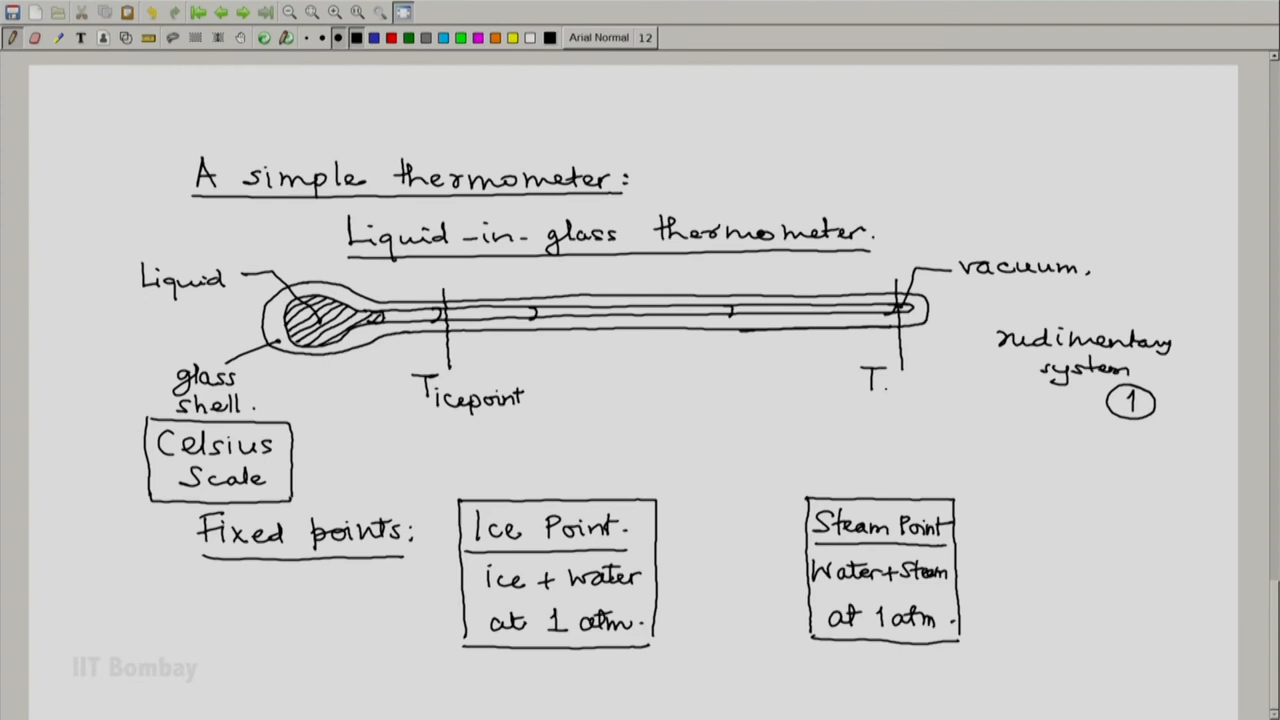 Arial Normal 12
A simple thermometer:
Liquid-in-glass thermometer.
Liquid
vacuum.
glass
shell.
Ticepoint
T.
rudimentary
system
1
Celsius
Scale
Fixed points:
Ice Point.
ice + water
at 1 atm.
Steam Point
Water+Steam
at 1 atm.
IIT Bombay